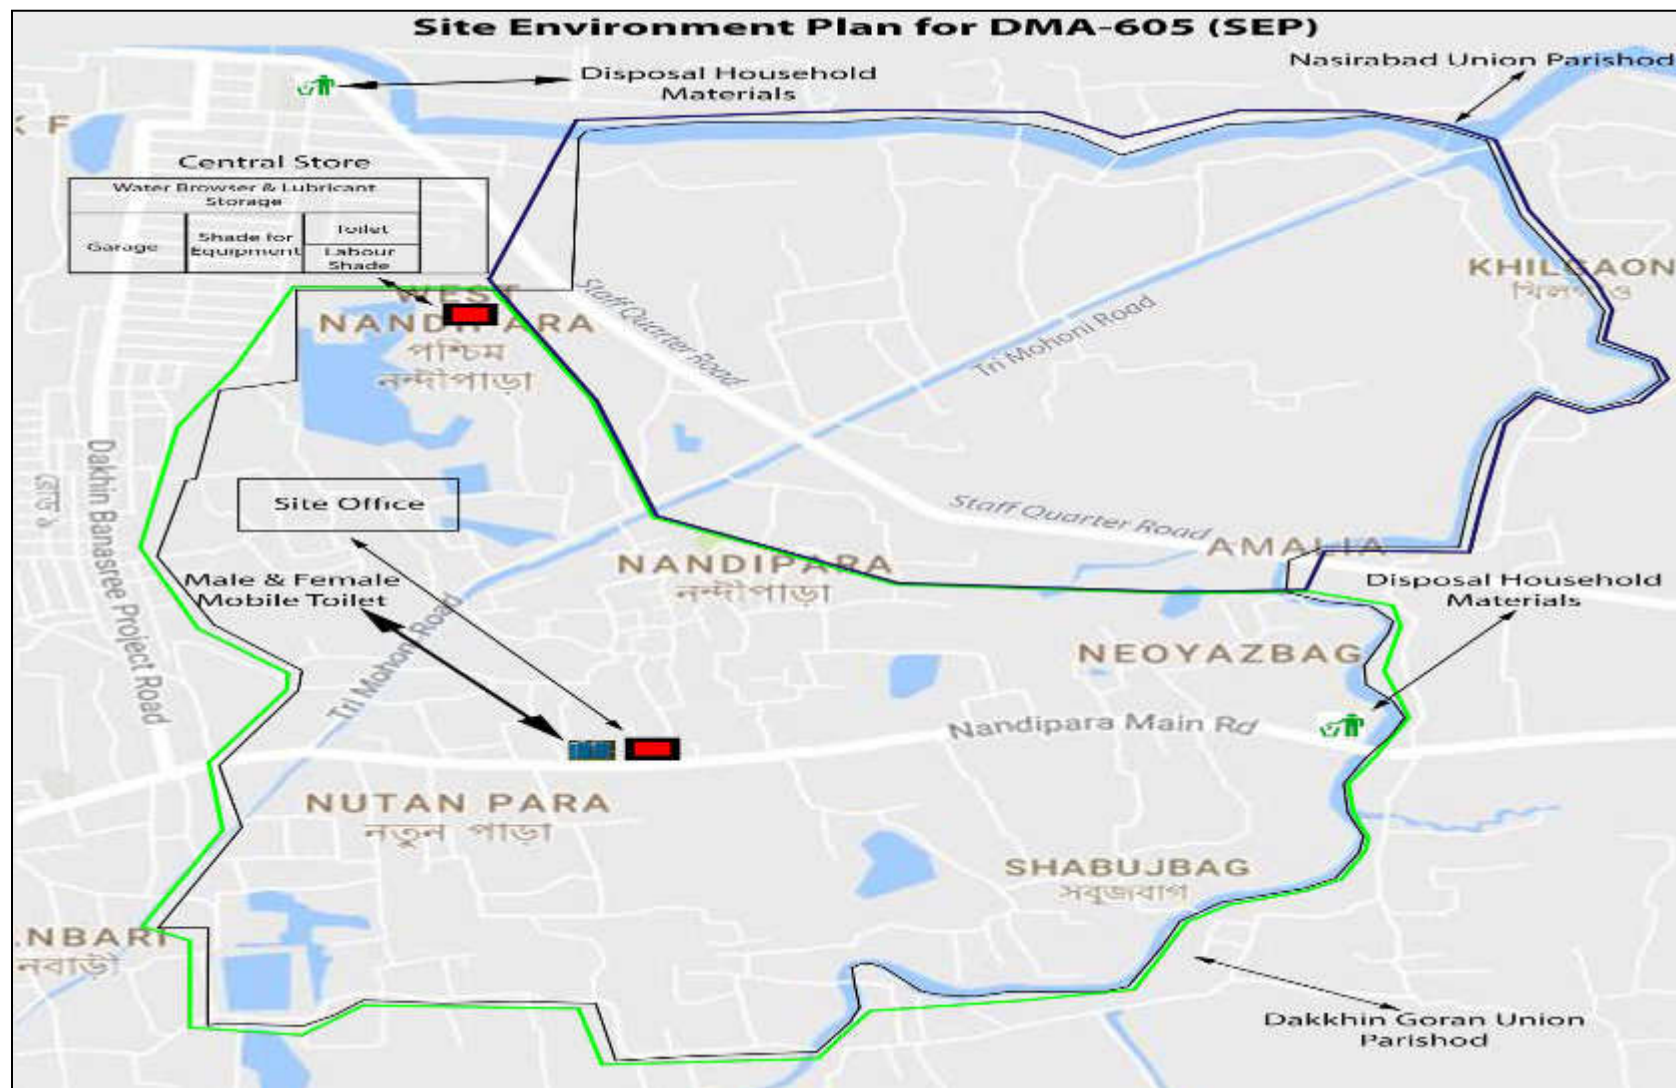 Site Environment Plan for DMA-605 (SEP)
Nasirabad Union Parishod
Disposal Household
Materials
K F
Central Store
Water Browser & Lubricant
Storage
Garage
Shade for
Equipment
Toilet
Labour
Shade
WEST
NANDIPARA
পশ্চিম
নন্দীপাড়া
KHILGAON
খিলগাঁও
Staff Quarter Road
Tri Mohoni Road
Dakhin Banasree Project Road
রোড ৯
Site Office
Staff Quarter Road
AMALIA
NANDIPARA
নন্দীপাড়া
Male & Female
Mobile Toilet
Disposal Household
Materials
Tri Mohoni Road
NEOYAZBAG
Nandipara Main Rd
NUTAN PARA
নতুন পাড়া
SHABUJBAG
সবুজবাগ
.NBARI
নবাড়ী
Dakkhin Goran Union
Parishod